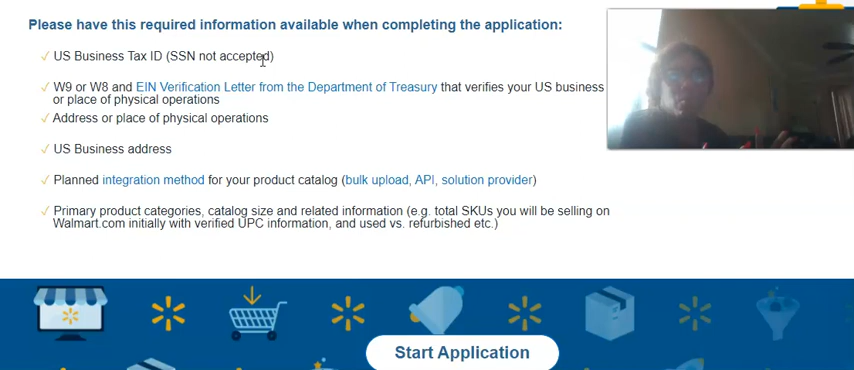 Please have this required information available when completing the application:
US Business Tax ID (SSN not accepted)
W9 or W8 and EIN Verification Letter from the Department of Treasury that verifies your US business
or place of physical operations
Address or place of physical operations
US Business address
Planned integration method for your product catalog (bulk upload, API, solution provider)
Primary product categories, catalog size and related information (e.g. total SKUs you will be selling on
Walmart.com initially with verified UPC information, and used vs. refurbished etc.)
Start Application